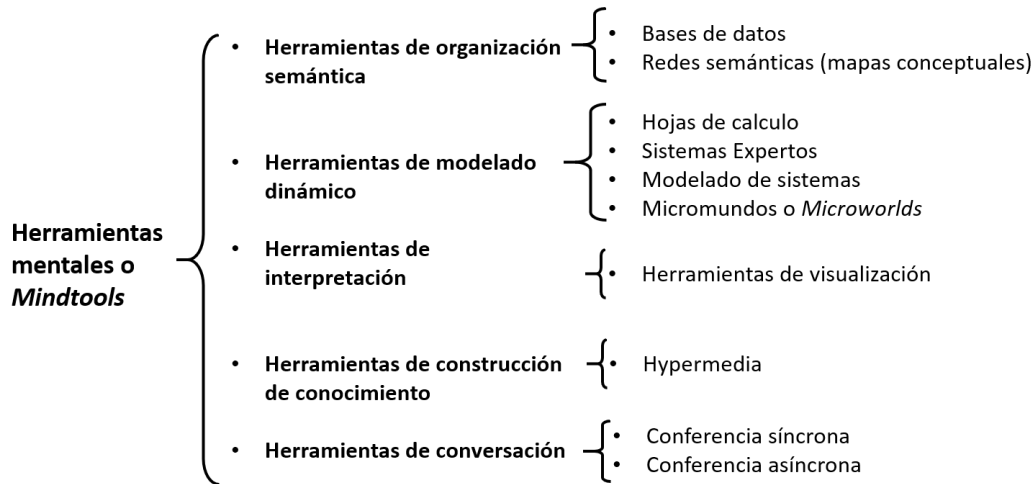 Herramientas
mentales o
Mindtools
• Herramientas de organización
semántica
• Bases de datos
• Redes semánticas (mapas conceptuales)
• Herramientas de modelado
dinámico
• Hojas de calculo
• Sistemas Expertos
• Modelado de sistemas
• Micromundos o Microworlds
• Herramientas de
interpretación
• Herramientas de visualización
• Herramientas de construcción
de conocimiento
• Hypermedia
• Herramientas de conversación
• Conferencia síncrona
• Conferencia asíncrona